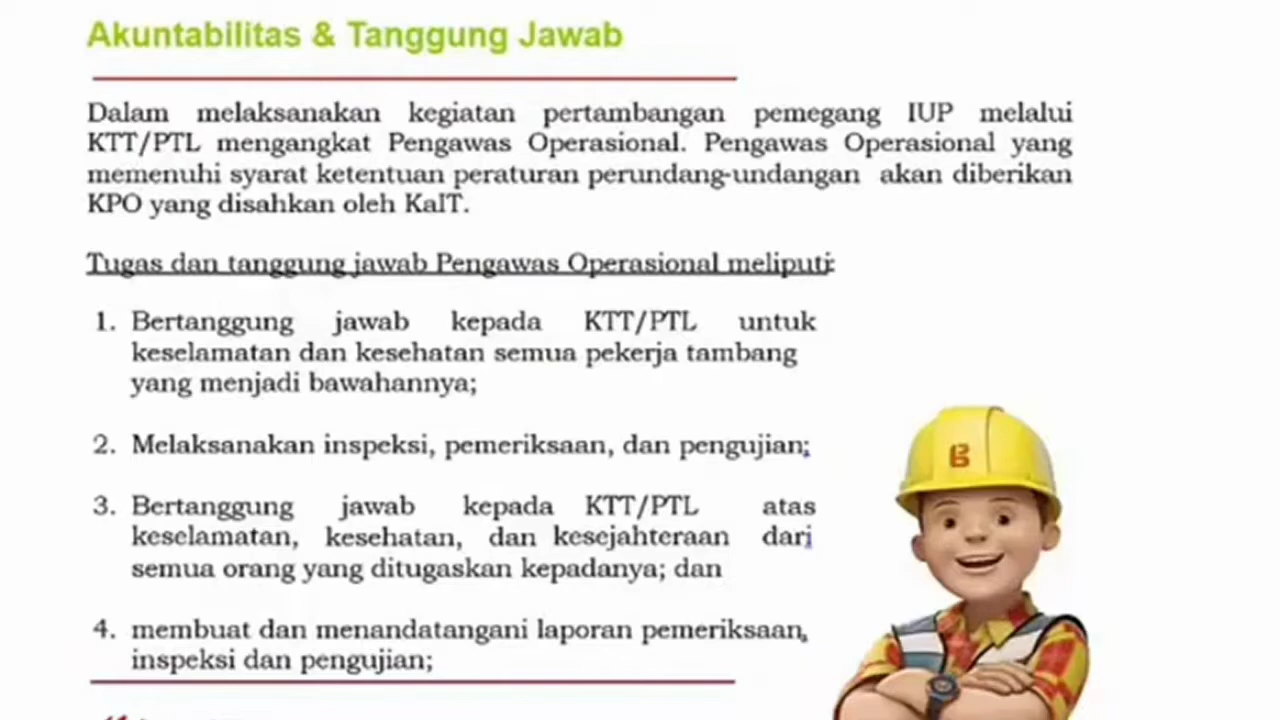 Akuntabilitas & Tanggung Jawab
Dalam melaksanakan kegiatan pertambangan pemegang IUP melalui
KTT/PTL mengangkat Pengawas Operasional. Pengawas Operasional yang
memenuhi syarat ketentuan peraturan perundang-undangan akan diberikan
KPO yang disahkan oleh KaIT.
Tugas dan tanggung jawab Pengawas Operasional meliputi:
1. Bertanggung jawab kepada KTT/PTL untuk
keselamatan dan kesehatan semua pekerja tambang
yang menjadi bawahannya;
2. Melaksanakan inspeksi, pemeriksaan, dan pengujian;
3. Bertanggung jawab kepada KTT/PTL atas
keselamatan, kesehatan, dan kesejahteraan dari
semua orang yang ditugaskan kepadanya; dan
4. membuat dan menandatangani laporan pemeriksaan,
inspeksi dan pengujian;
B